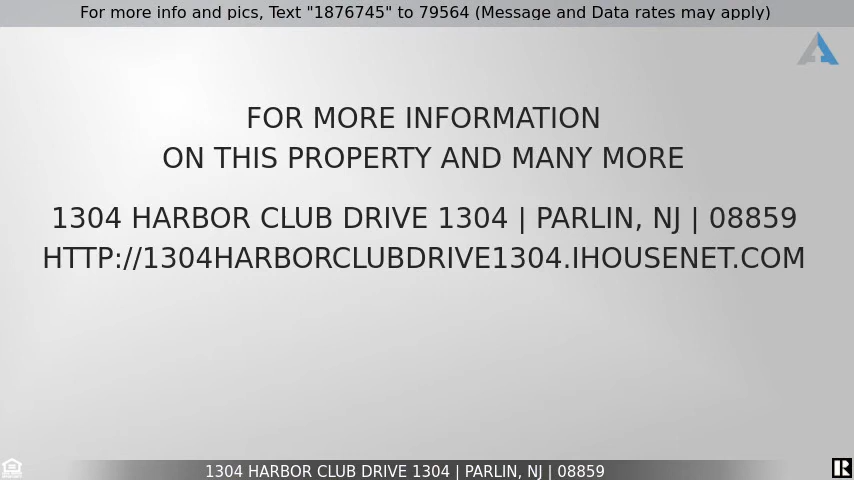 For more info and pics, Text "1876745" to 79564 (Message and Data rates may apply)
FOR MORE INFORMATION
ON THIS PROPERTY AND MANY MORE
1304 HARBOR CLUB DRIVE 1304 | PARLIN, NJ | 08859
HTTP://1304HARBORCLUBDRIVE1304.IHOUSENET.COM
1304 HARBOR CLUB DRIVE 1304 | PARLIN, NJ | 08859